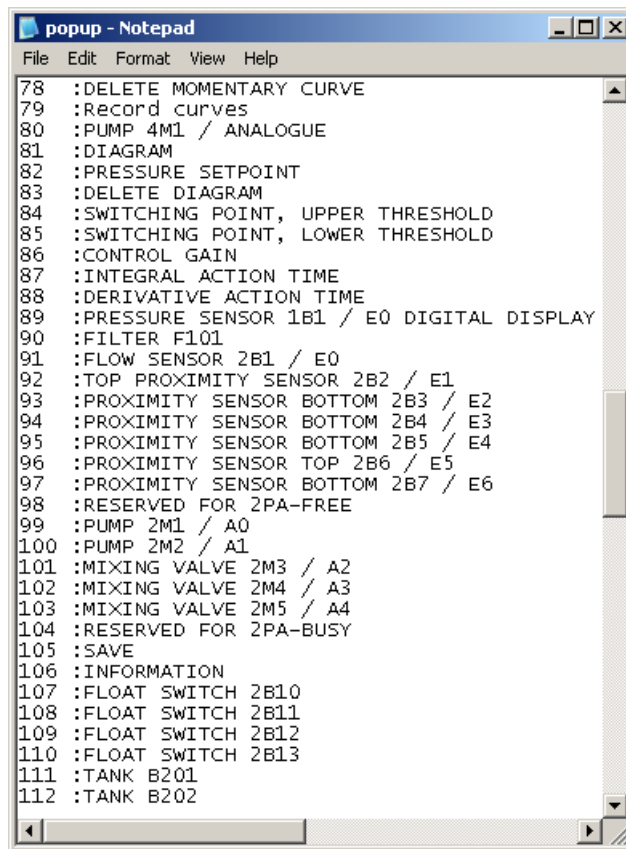 popup - Notepad
File Edit Format View Help
78 :DELETE MOMENTARY CURVE
79 :Record curves
80 :PUMP 4M1 / ANALOGUE
81 :DIAGRAM
82 :PRESSURE SETPOINT
83 :DELETE DIAGRAM
84 :SWITCHING POINT, UPPER THRESHOLD
85 :SWITCHING POINT, LOWER THRESHOLD
86 :CONTROL GAIN
87 :INTEGRAL ACTION TIME
88 :DERIVATIVE ACTION TIME
89 :PRESSURE SENSOR 1B1 / E0 DIGITAL DISPLAY
90 :FILTER F101
91 :FLOW SENSOR 2B1 / E0
92 :TOP PROXIMITY SENSOR 2B2 / E1
93 :PROXIMITY SENSOR BOTTOM 2B3 / E2
94 :PROXIMITY SENSOR BOTTOM 2B4 / E3
95 :PROXIMITY SENSOR BOTTOM 2B5 / E4
96 :PROXIMITY SENSOR TOP 2B6 / E5
97 :PROXIMITY SENSOR BOTTOM 2B7 / E6
98 :RESERVED FOR 2PA-FREE
99 :PUMP 2M1 / A0
100 :PUMP 2M2 / A1
101 :MIXING VALVE 2M3 / A2
102 :MIXING VALVE 2M4 / A3
103 :MIXING VALVE 2M5 / A4
104 :RESERVED FOR 2PA-BUSY
105 :SAVE
106 :INFORMATION
107 :FLOAT SWITCH 2B10
108 :FLOAT SWITCH 2B11
109 :FLOAT SWITCH 2B12
110 :FLOAT SWITCH 2B13
111 :TANK B201
112 :TANK B202